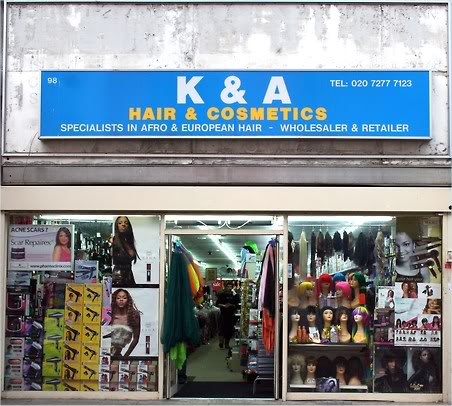 98
K & A
TEL: 020 7277 7123
HAIR & COSMETICS
SPECIALISTS IN AFRO & EUROPEAN HAIR - WHOLESALER & RETAILER
ACNE SCARS?
Scar Repairex